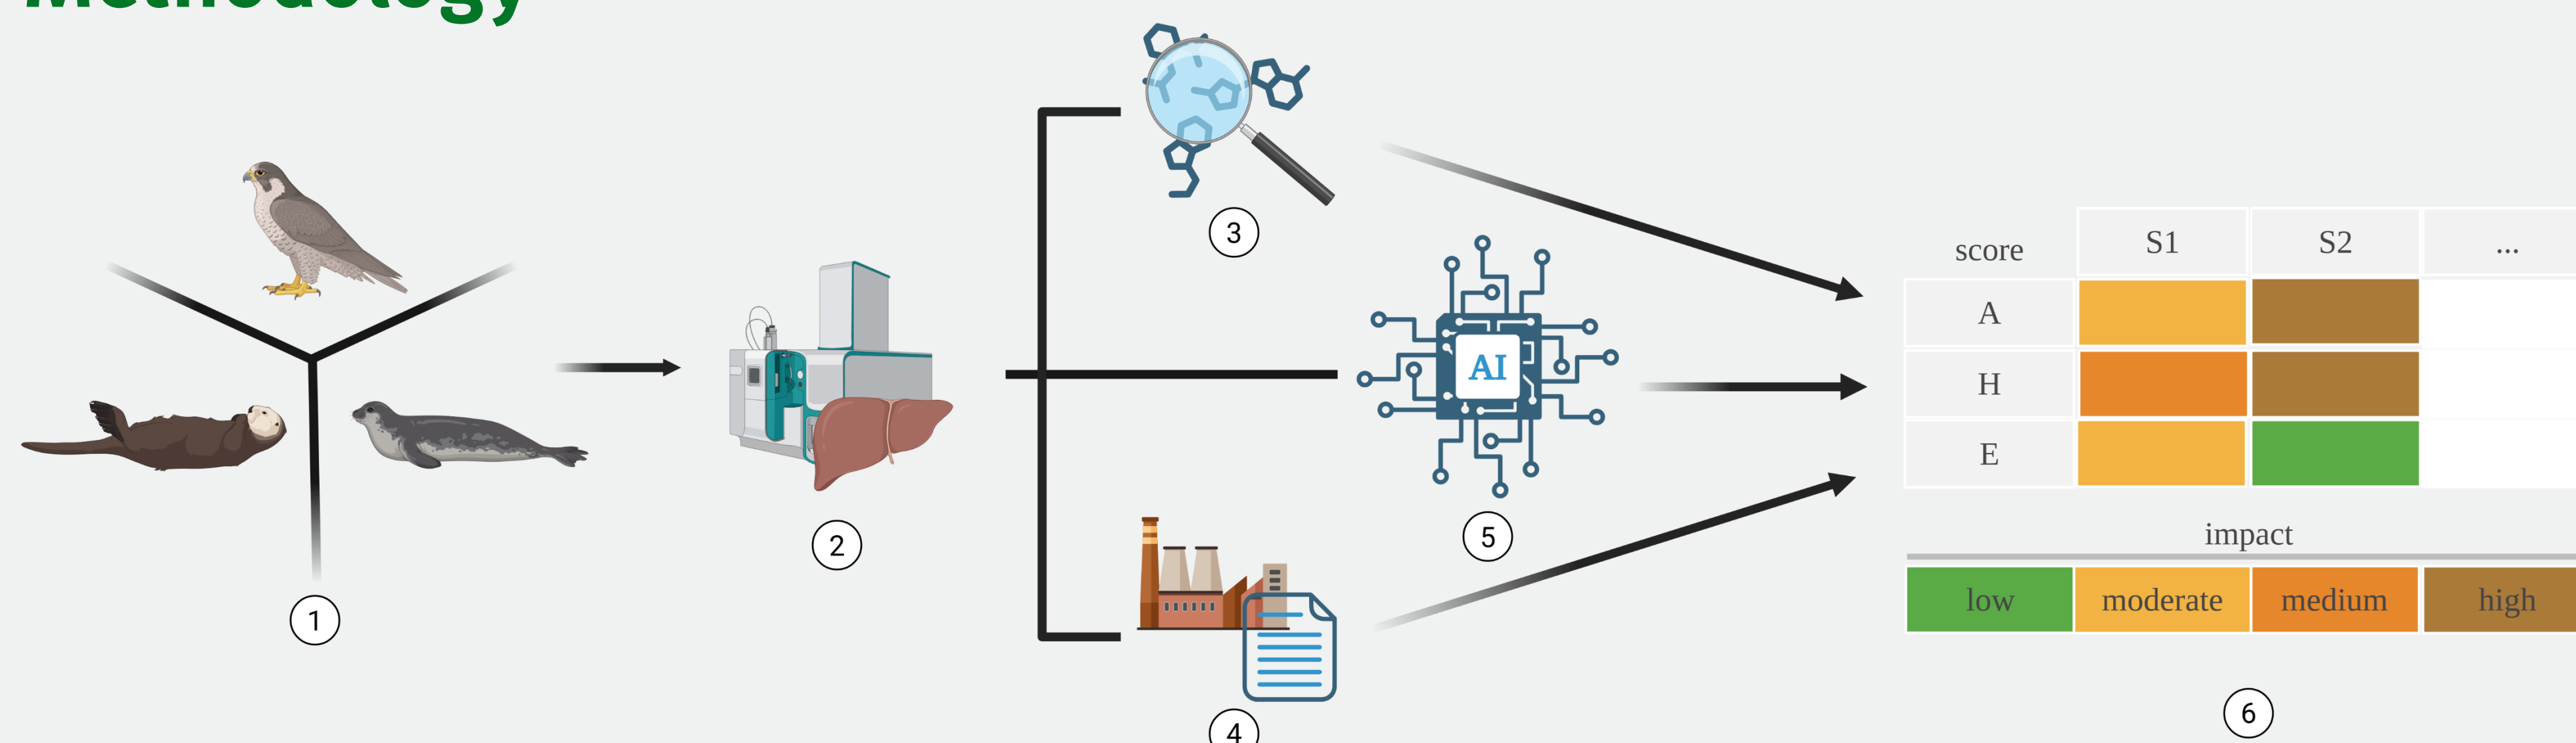 Methodology
3
score S1 S2 ...
A
AI
H
E
5
2
impact
low moderate medium high
1
4
6